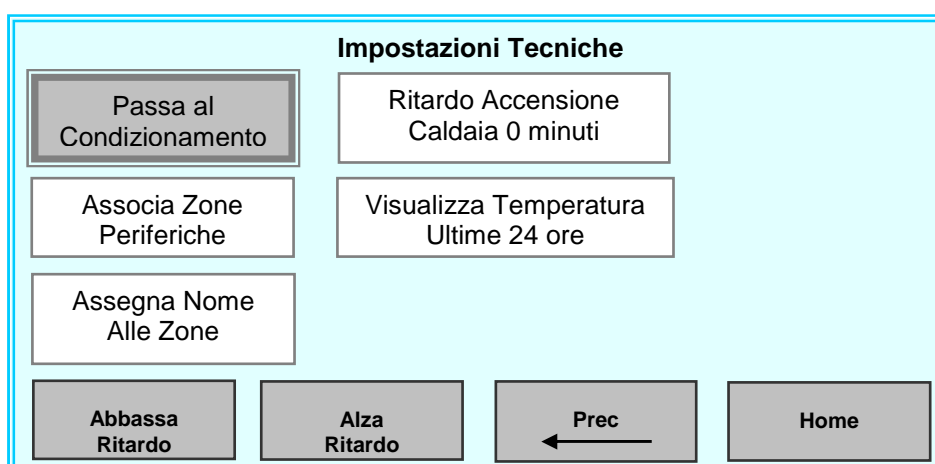 Impostazioni Tecniche
Passa al
Condizionamento
Ritardo Accensione
Caldaia 0 minuti
Associa Zone
Periferiche
Visualizza Temperatura
Ultime 24 ore
Assegna Nome
Alle Zone
Abbassa
Ritardo
Alza
Ritardo
Prec
Home